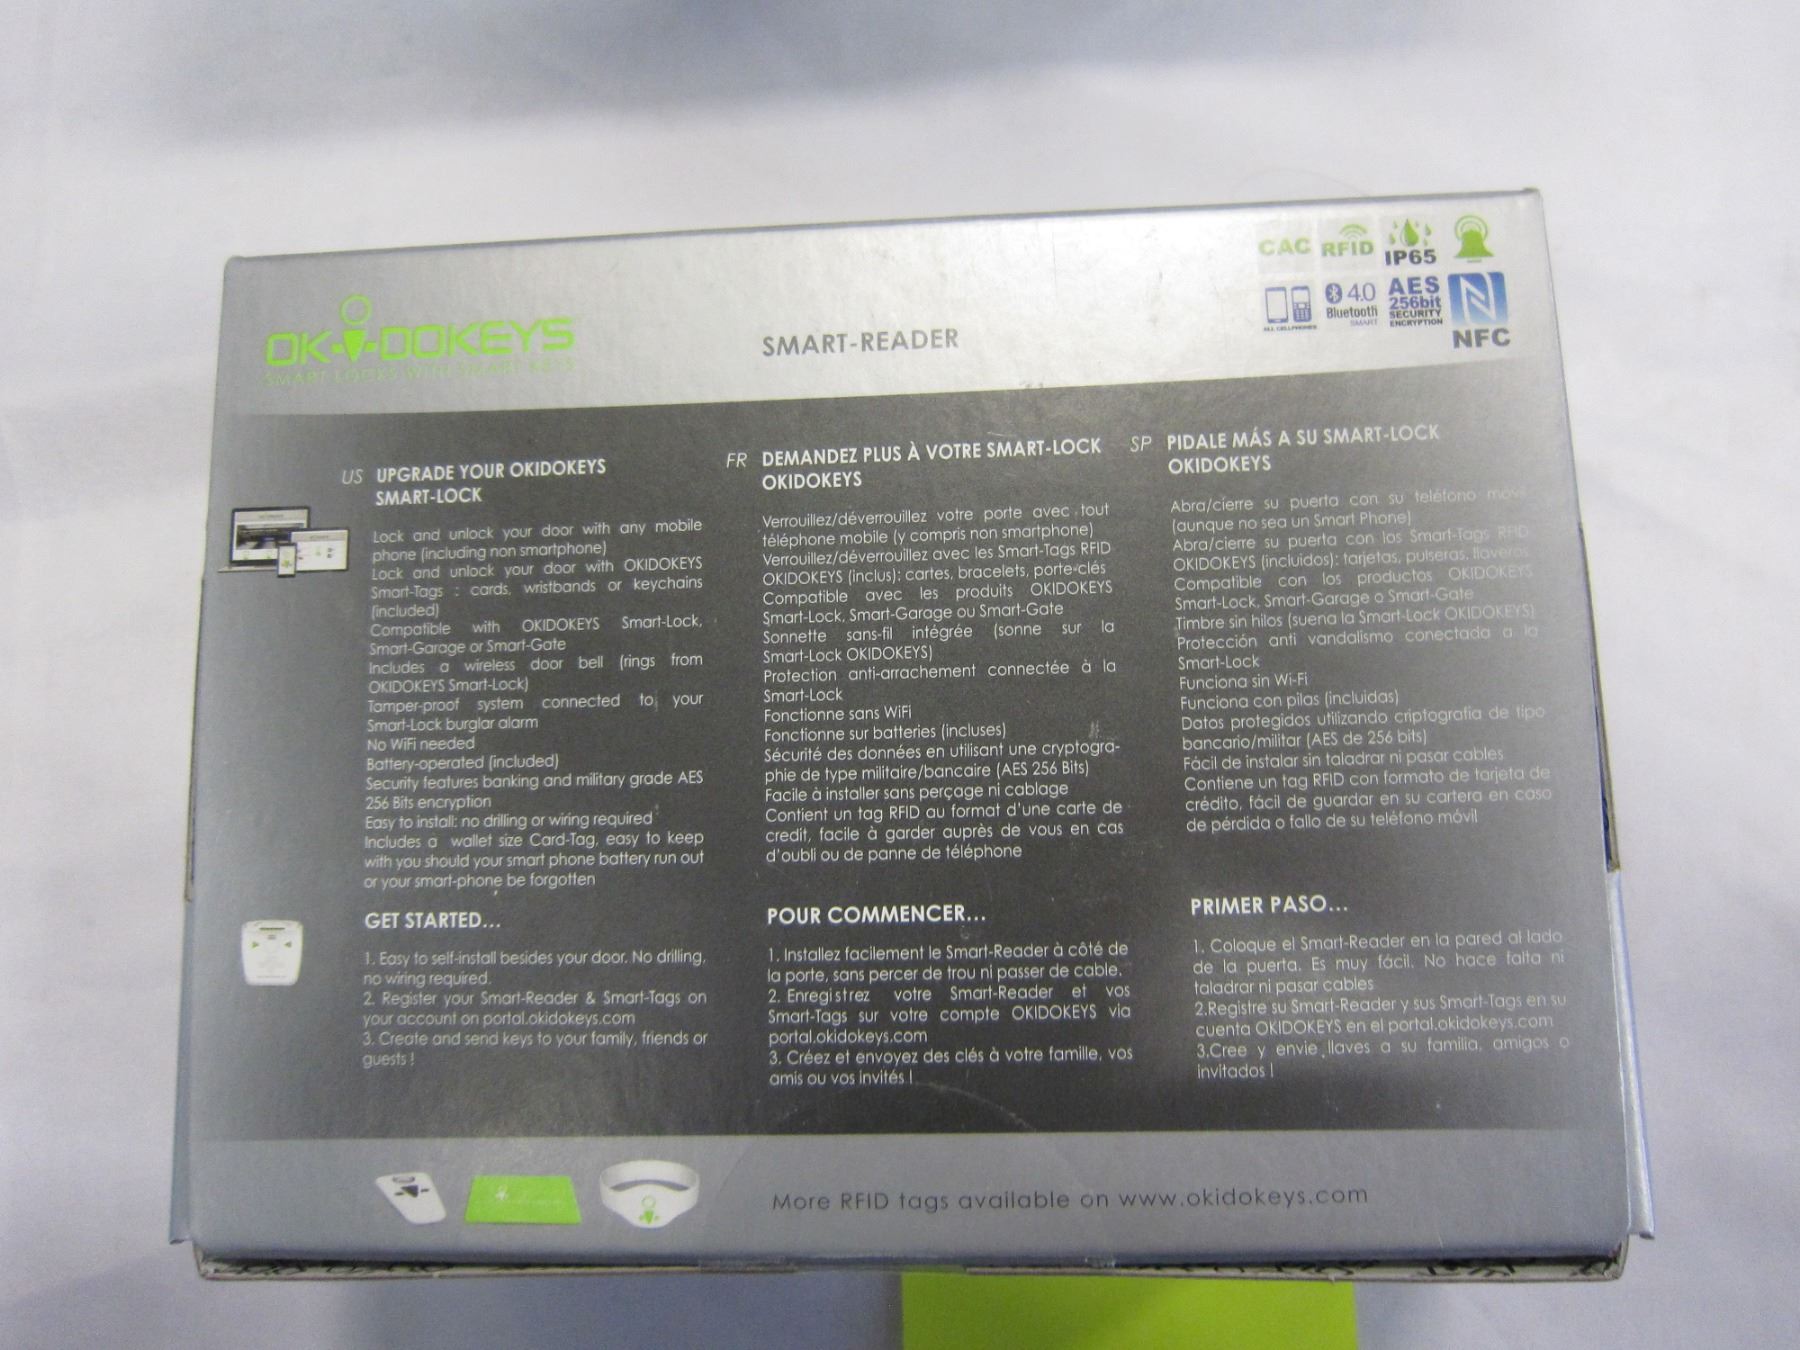 OKIDOKEYS
SMART LOCKS WITH SMART KEYS
SMART-READER
CAC RFID IP65
ALL CELLPHONES
4.0
Bluetooth
SMART
AES
256bit
SECURITY
ENCRYPTION
NFC
US UPGRADE YOUR OKIDOKEYS
SMART-LOCK
Lock and unlock your door with any mobile
phone (including non smartphone)
Lock and unlock your door with OKIDOKEYS
Smart-Tags : cards, wristbands or keychains
(included)
Compatible with OKIDOKEYS Smart-Lock,
Smart-Garage or Smart-Gate
Includes a wireless door bell (rings from
OKIDOKEYS Smart-Lock)
Tamper-proof system connected to your
Smart-Lock burglar alarm
No WiFi needed
Battery-operated (included)
Security features banking and military grade AES
256 Bits encryption
Easy to install: no drilling or wiring required
Includes a wallet size Card-Tag, easy to keep
with you should your smart phone battery run out
or your smart-phone be forgotten
GET STARTED...
1. Easy to self-install besides your door. No drilling,
no wiring required.
2. Register your Smart-Reader & Smart-Tags on
your account on portal.okidokeys.com
3. Create and send keys to your family, friends or
guests !
FR DEMANDEZ PLUS À VOTRE SMART-LOCK
OKIDOKEYS
Verrouillez/déverrouillez votre porte avec tout
téléphone mobile (y compris non smartphone)
Verrouillez/déverrouillez avec les Smart-Tags RFID
OKIDOKEYS (inclus): cartes, bracelets, porte-clés
Compatible avec les produits OKIDOKEYS
Smart-Lock, Smart-Garage ou Smart-Gate
Sonnette sans-fil intégrée (sonne sur la
Smart-Lock OKIDOKEYS)
Protection anti-arrachement connectée à la
Smart-Lock
Fonctionne sans WiFi
Fonctionne sur batteries (incluses)
Sécurité des données en utilisant une cryptogra-
phie de type militaire/bancaire (AES 256 Bits)
Facile à installer sans perçage ni cablage
Contient un tag RFID au format d'une carte de
credit, facile à garder auprès de vous en cas
d'oubli ou de panne de téléphone
POUR COMMENCER...
1. Installez facilement le Smart-Reader à côté de
la porte, sans percer de trou ni passer de cable.
2. Enregistrez votre Smart-Reader et vos
Smart-Tags sur votre compte OKIDOKEYS via
portal.okidokeys.com
3. Créez et envoyez des clés à votre famille, vos
amis ou vos invités !
SP PIDALE MÁS A SU SMART-LOCK
OKIDOKEYS
Abra/cierre su puerta con su teléfono móvil
(aunque no sea un Smart Phone)
Abra/cierre su puerta con los Smart-Tags RFID
OKIDOKEYS (incluidos): tarjetas, pulseras, llaveros
Compatible con los productos OKIDOKEYS
Smart-Lock, Smart-Garage o Smart-Gate
Timbre sin hilos (suena la Smart-Lock OKIDOKEYS)
Protección anti vandalismo conectada a la
Smart-Lock
Funciona sin Wi-Fi
Funciona con pilas (incluidas)
Datos protegidos utilizando criptografia de tipo
bancario/militar (AES de 256 bits)
Fácil de instalar sin taladrar ni pasar cables
Contiene un tag RFID con formato de tarjeta de
crédito, fácil de guardar en su cartera en caso
de pérdida o fallo de su teléfono móvil
PRIMER PASO...
1. Coloque el Smart-Reader en la pared al lado
de la puerta. Es muy fácil. No hace falta ni
taladrar ni pasar cables
2.Registre su Smart-Reader y sus Smart-Tags en su
cuenta OKIDOKEYS en el portal.okidokeys.com
3.Cree y envie llaves a su familia, amigos o
invitados !
More RFID tags available on www.okidokeys.com